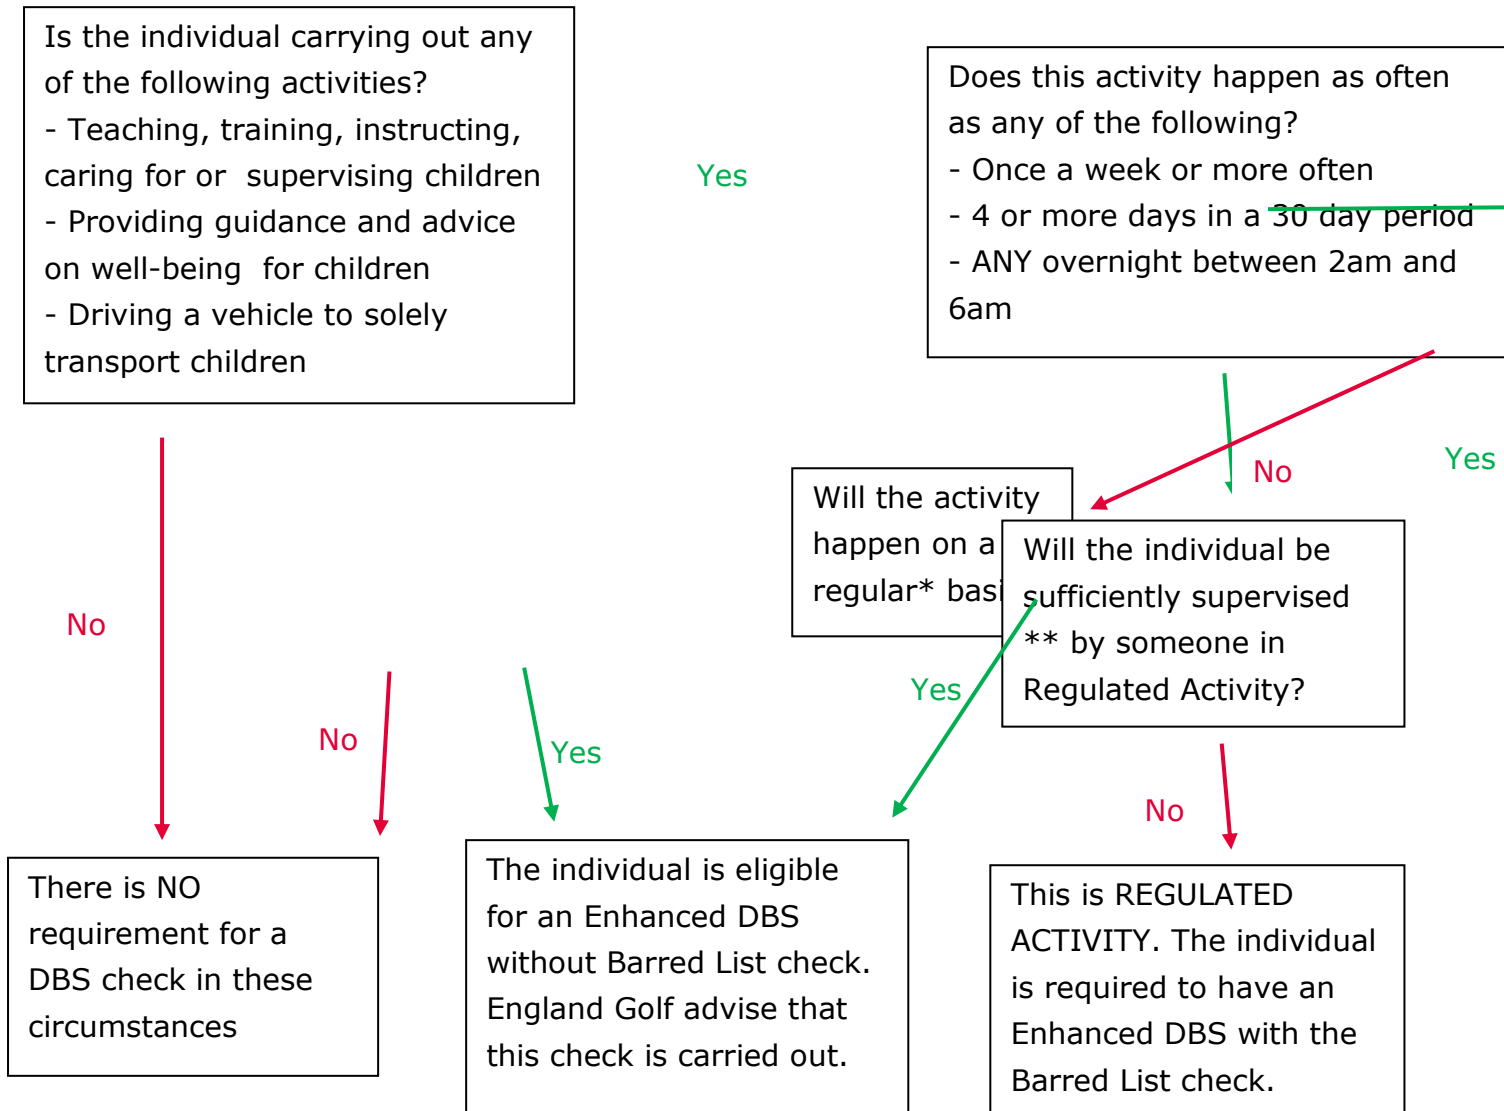 Is the individual carrying out any
of the following activities?
- Teaching, training, instructing,
caring for or supervising children
- Providing guidance and advice
on well-being for children
- Driving a vehicle to solely
transport children
Yes
Does this activity happen as often
as any of the following?
- Once a week or more often
- 4 or more days in a 30 day period
- ANY overnight between 2am and
6am
No
Yes
Will the activity
happen on a
regular* basi
Will the individual be
sufficiently supervised
** by someone in
Regulated Activity?
No
No
Yes
Yes
No
There is NO
requirement for a
DBS check in these
circumstances
The individual is eligible
for an Enhanced DBS
without Barred List check.
England Golf advise that
this check is carried out.
This is REGULATED
ACTIVITY. The individual
is required to have an
Enhanced DBS with the
Barred List check.